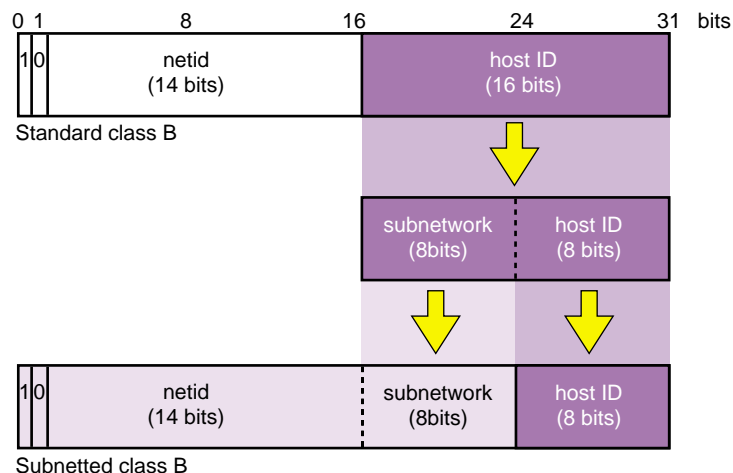 0 1 8 16 24 31 bits
1 0 netid
(14 bits)
host ID
(16 bits)
Standard class B
subnetwork
(8bits)
host ID
(8 bits)
1 0 netid
(14 bits)
subnetwork
(8bits)
host ID
(8 bits)
Subnetted class B